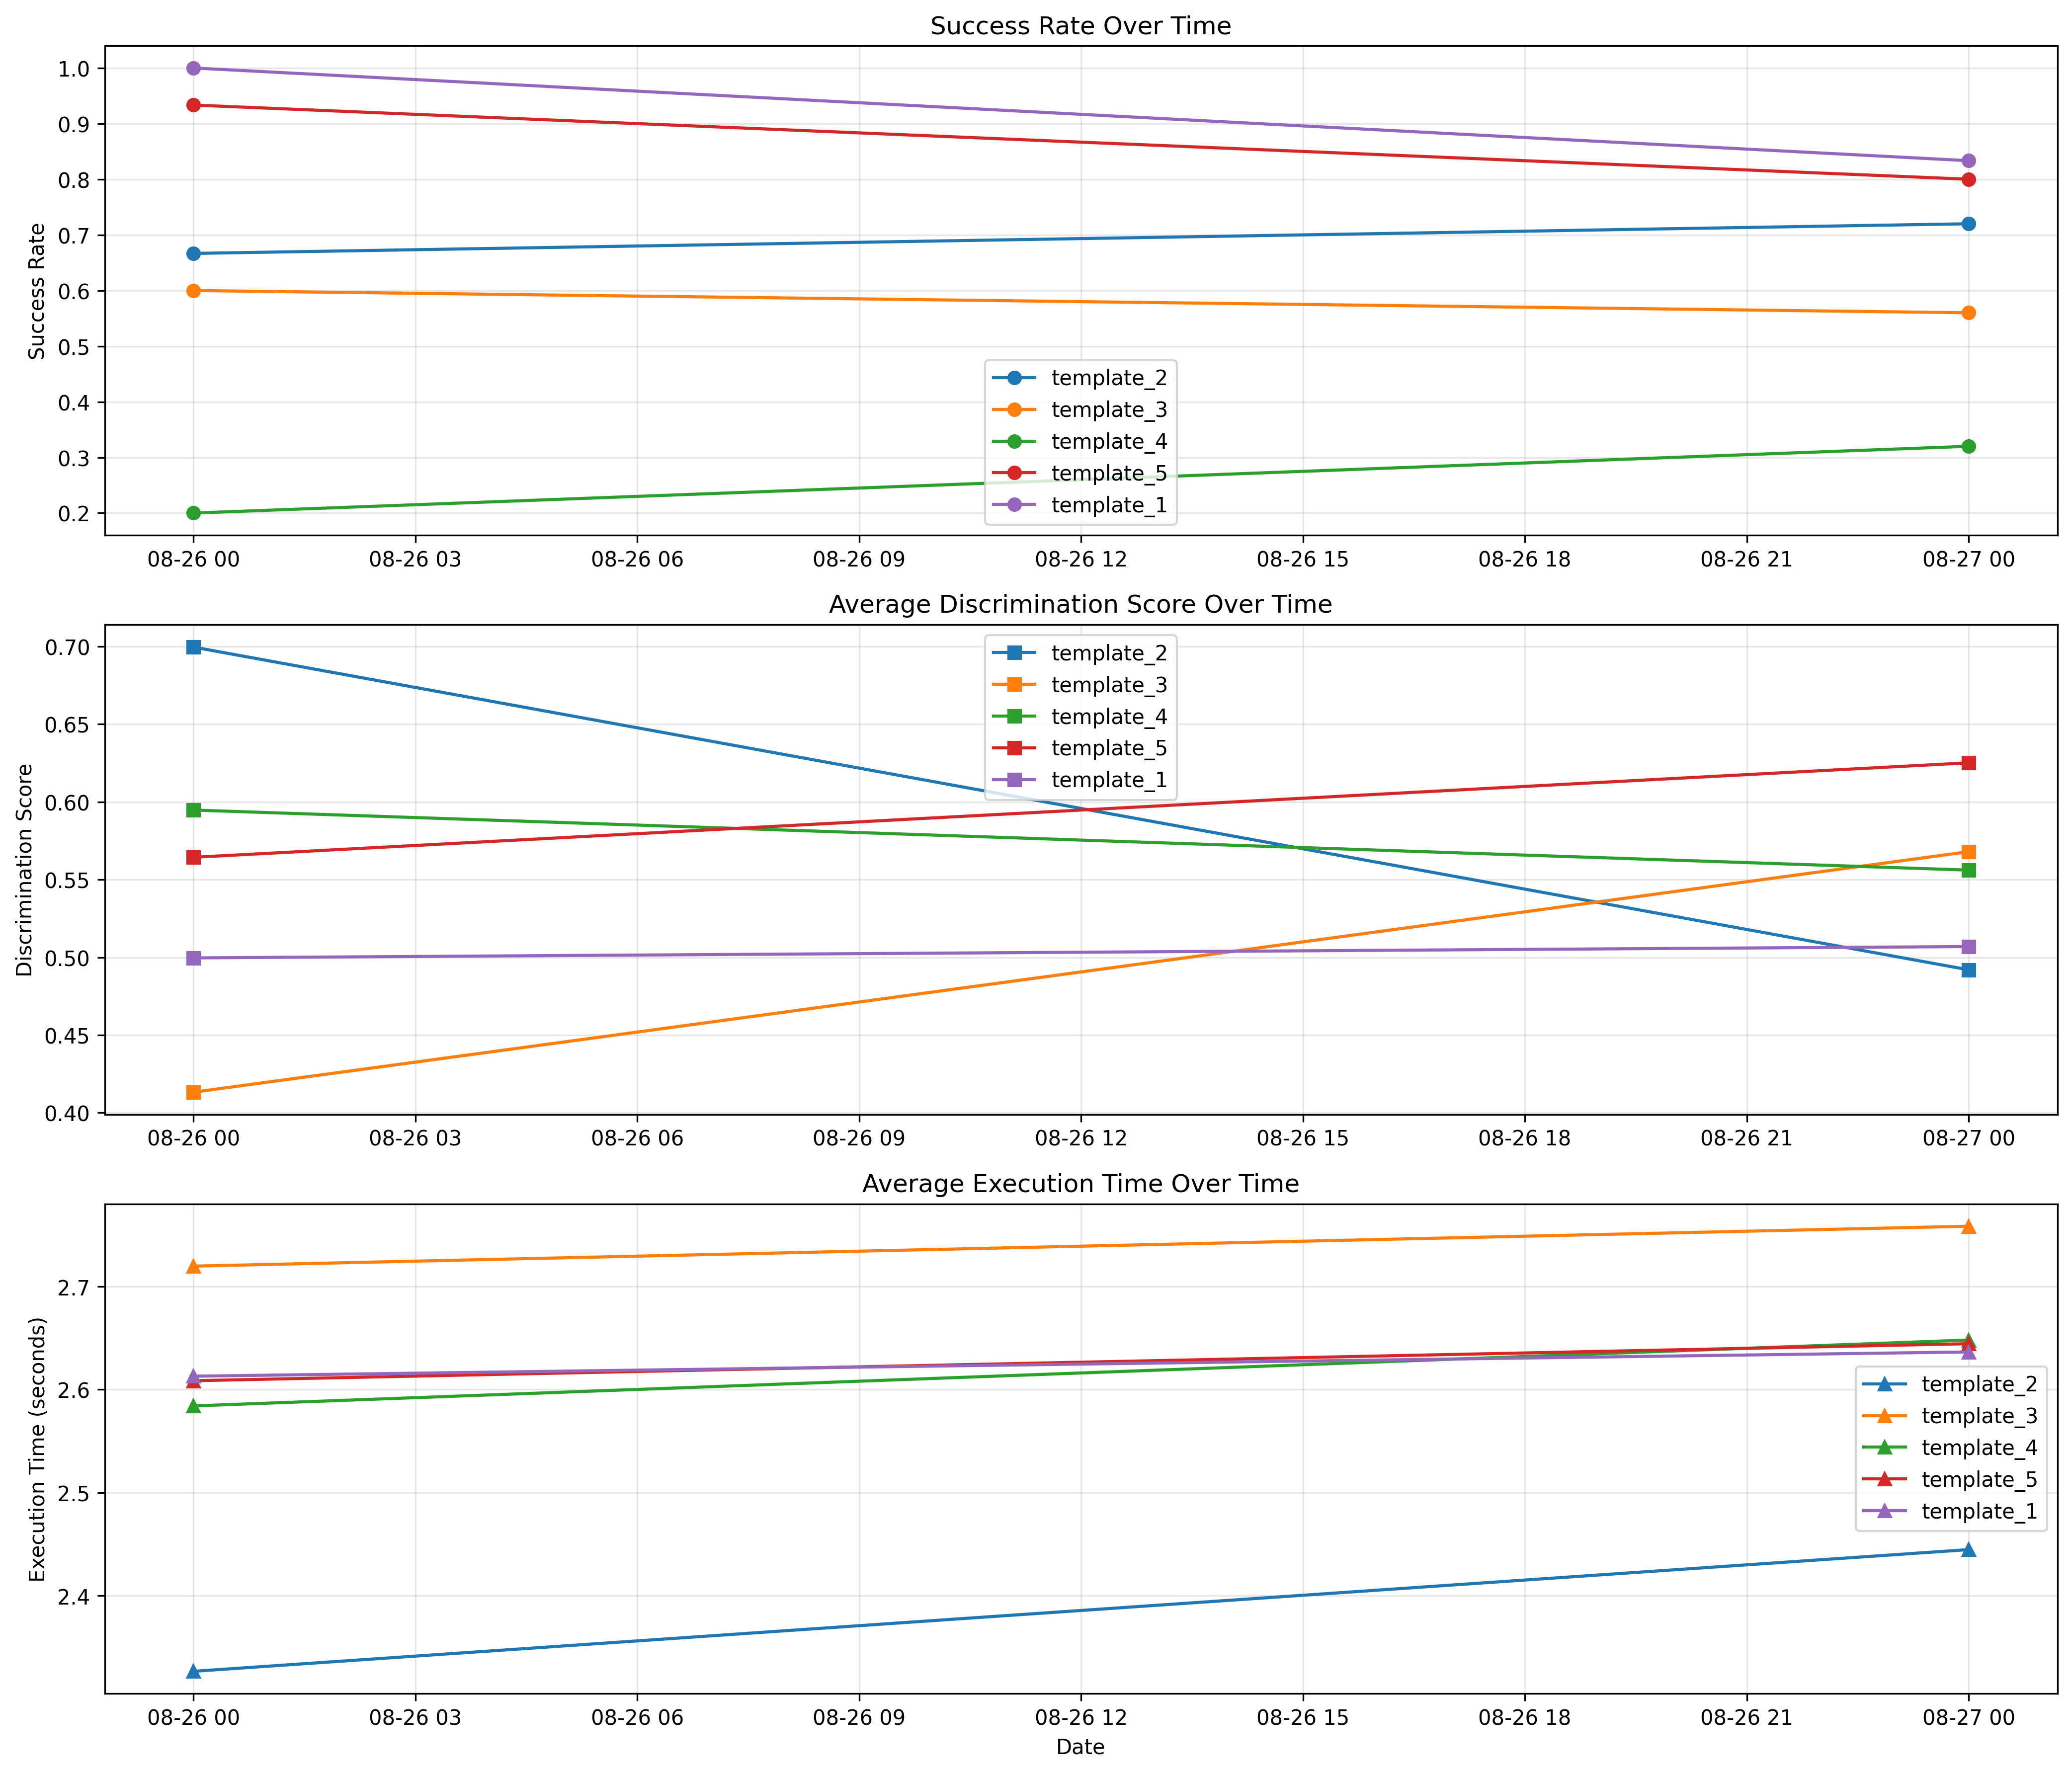 Success Rate Over Time
Success Rate
1.0
0.9
0.8
0.7
0.6
0.5
0.4
0.3
0.2
template_2
template_3
template_4
template_5
template_1
08-26 00 08-26 03 08-26 06 08-26 09 08-26 12 08-26 15 08-26 18 08-26 21 08-27 00
Average Discrimination Score Over Time
Discrimination Score
0.70
0.65
0.60
0.55
0.50
0.45
0.40
template_2
template_3
template_4
template_5
template_1
08-26 00 08-26 03 08-26 06 08-26 09 08-26 12 08-26 15 08-26 18 08-26 21 08-27 00
Average Execution Time Over Time
Execution Time (seconds)
2.7
2.6
2.5
2.4
template_2
template_3
template_4
template_5
template_1
08-26 00 08-26 03 08-26 06 08-26 09 08-26 12 08-26 15 08-26 18 08-26 21 08-27 00
Date